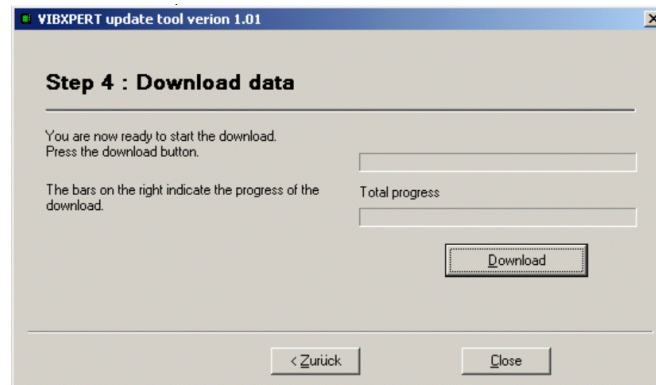 VIBXPERT update tool verion 1.01
Step 4 : Download data
You are now ready to start the download.
Press the download button.
The bars on the right indicate the progress of the
download.
Total progress
Download
< Zurück
Close